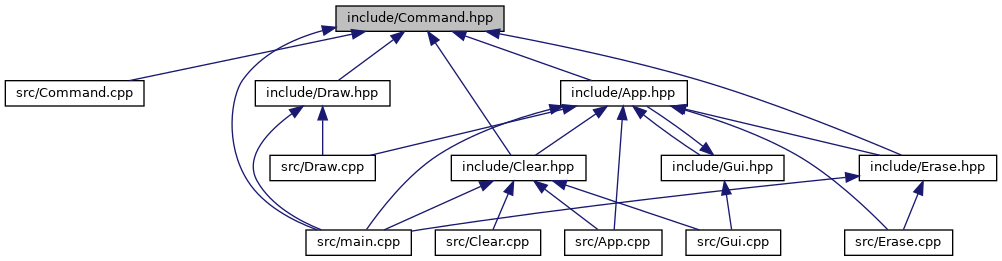 include/Command.hpp
src/Command.cpp
include/Draw.hpp
include/App.hpp
src/Draw.cpp
include/Clear.hpp
include/Gui.hpp
include/Erase.hpp
src/main.cpp
src/Clear.cpp
src/App.cpp
src/Gui.cpp
src/Erase.cpp